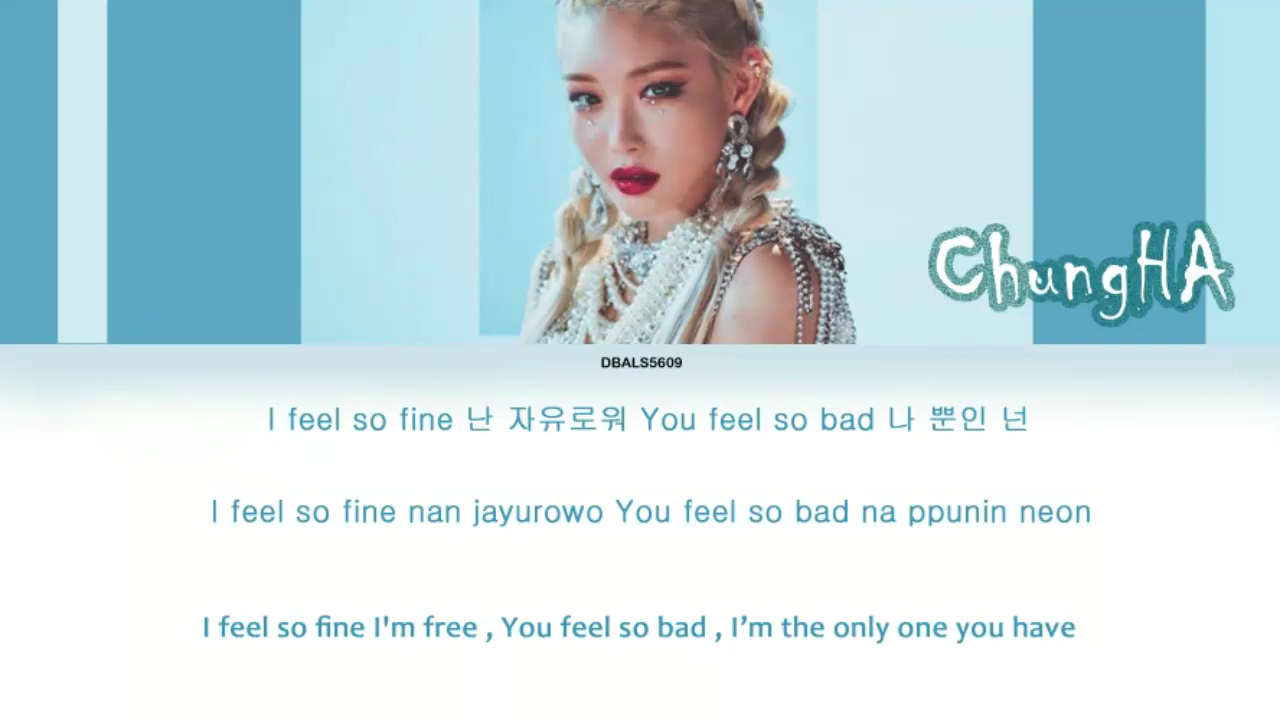 ChungHA
DBALS5609
I feel so fine 난 자유로워 You feel so bad 나 뿐인 넌
I feel so fine nan jayurowo You feel so bad na ppunin neon
I feel so fine I'm free , You feel so bad , I’m the only one you have